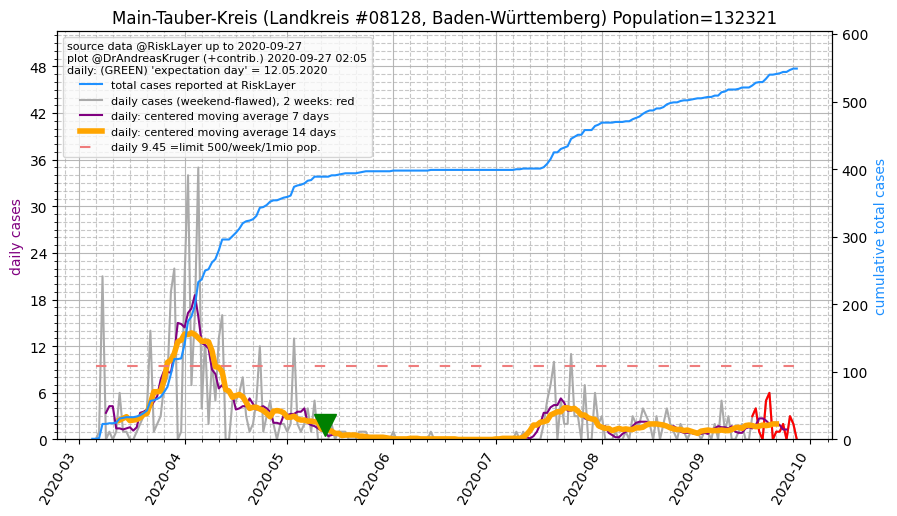 Main-Tauber-Kreis (Landkreis #08128, Baden-Württemberg) Population=132321
source data @RiskLayer up to 2020-09-27
plot @DrAndreasKruger (+contrib.) 2020-09-27 02:05
daily: (GREEN) 'expectation day' = 12.05.2020
total cases reported at RiskLayer
daily cases (weekend-flawed), 2 weeks: red
daily: centered moving average 7 days
daily: centered moving average 14 days
daily 9.45 =limit 500/week/1mio pop.
daily cases
48
42
36
30
24
18
12
6
0
cumulative total cases
600
500
400
300
200
100
0
2020-03
2020-04
2020-05
2020-06
2020-07
2020-08
2020-09
2020-10